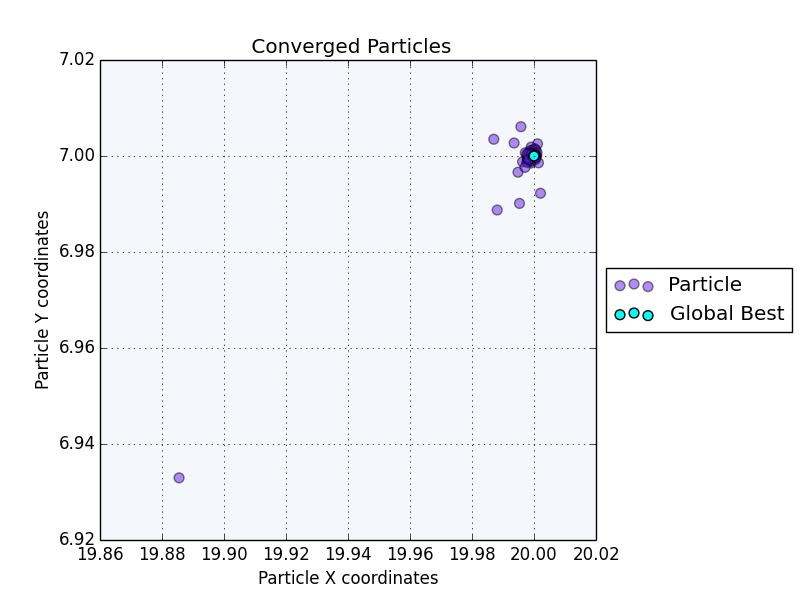 Converged Particles
7.02
7.00
6.98
6.96
6.94
6.92
Particle Y coordinates
19.86 19.88 19.90 19.92 19.94 19.96 19.98 20.00 20.02
Particle X coordinates
Particle
Global Best